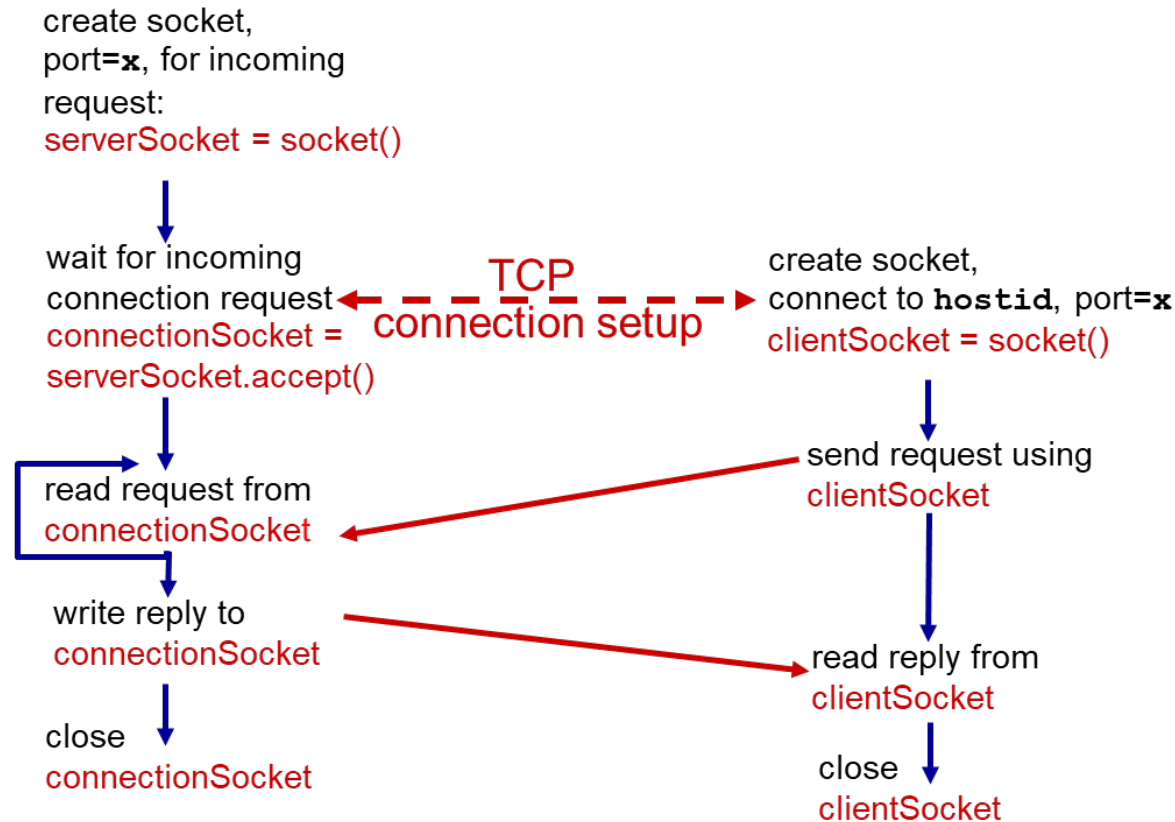 create socket,
port=x, for incoming
request:
serverSocket = socket()
wait for incoming
connection request
connectionSocket =
serverSocket.accept()
TCP
connection setup
create socket,
connect to hostid, port=x
clientSocket = socket()
read request from
connectionSocket
send request using
clientSocket
write reply to
connectionSocket
read reply from
clientSocket
close
connectionSocket
close
clientSocket